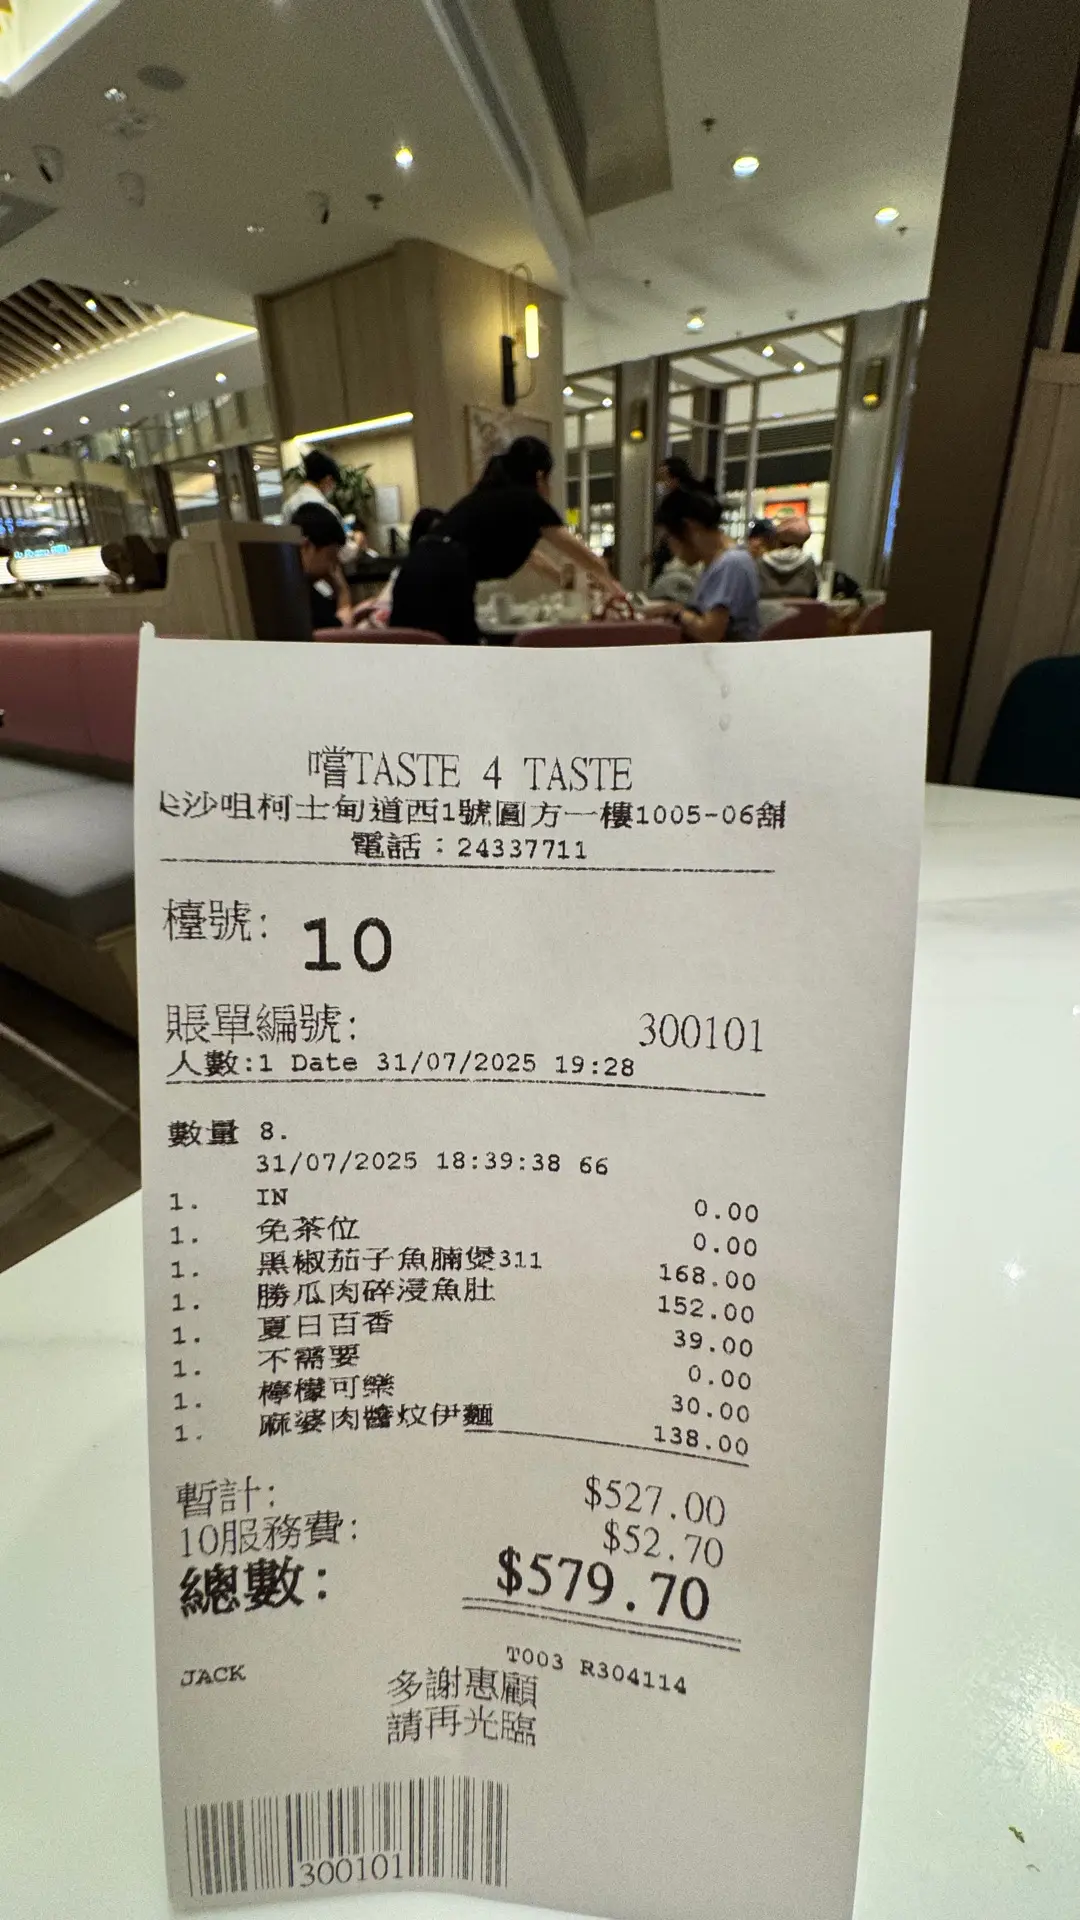 嚐TASTE 4 TASTE
沙咀柯士甸道西1號圓方一樓1005-06舖
電話：24337711
檯號: 10
賬單編號: 300101
人數:1 Date 31/07/2025 19:28
數量 8.
31/07/2025 18:39:38 66
1. IN 0.00
1. 免茶位 0.00
1. 黑椒茄子魚腩煲311 168.00
1. 勝瓜肉碎浸魚肚 152.00
1. 夏日百香 39.00
1. 不需要 0.00
1. 檸檬可樂 30.00
1. 麻婆肉醬炆伊麵 138.00
暫計: $527.00
10服務費: $52.70
總數: $579.70
T003 R304114
JACK
多謝惠顧
請再光臨
300101